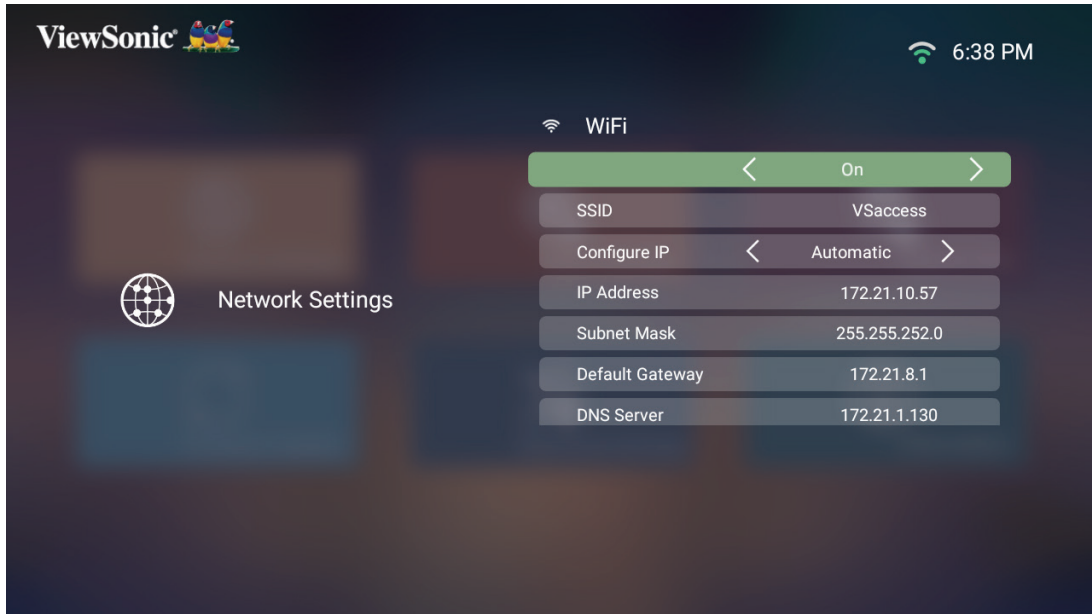 ViewSonic
6:38 PM
WiFi
On
SSID VSaccess
Configure IP Automatic
IP Address 172.21.10.57
Network Settings
Subnet Mask 255.255.252.0
Default Gateway 172.21.8.1
DNS Server 172.21.1.130